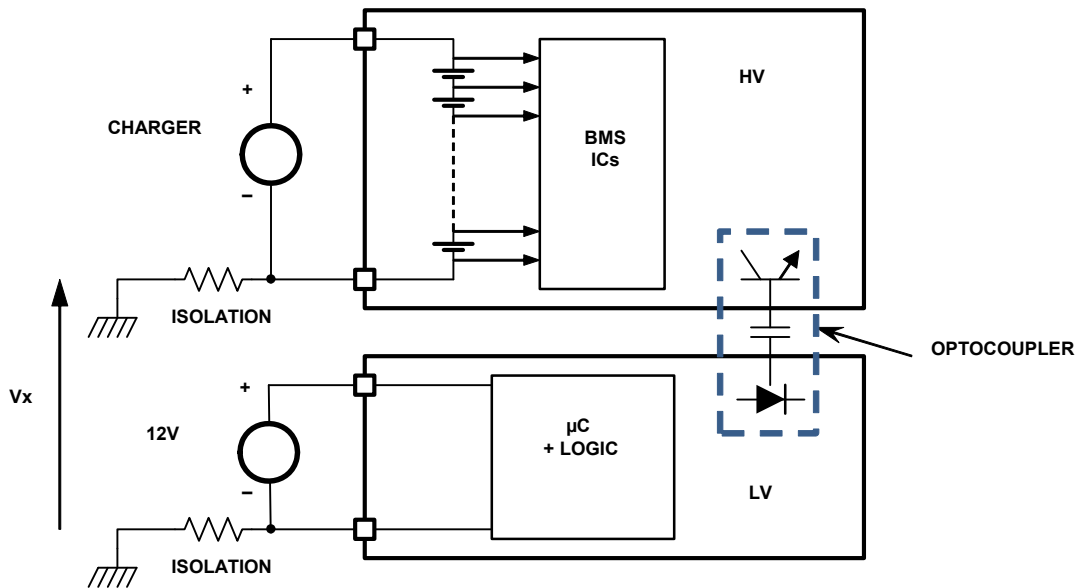 HV
+
CHARGER
BMS
ICs
−
ISOLATION
OPTOCOUPLER
+
Vx
12V
µC
+ LOGIC
−
LV
ISOLATION